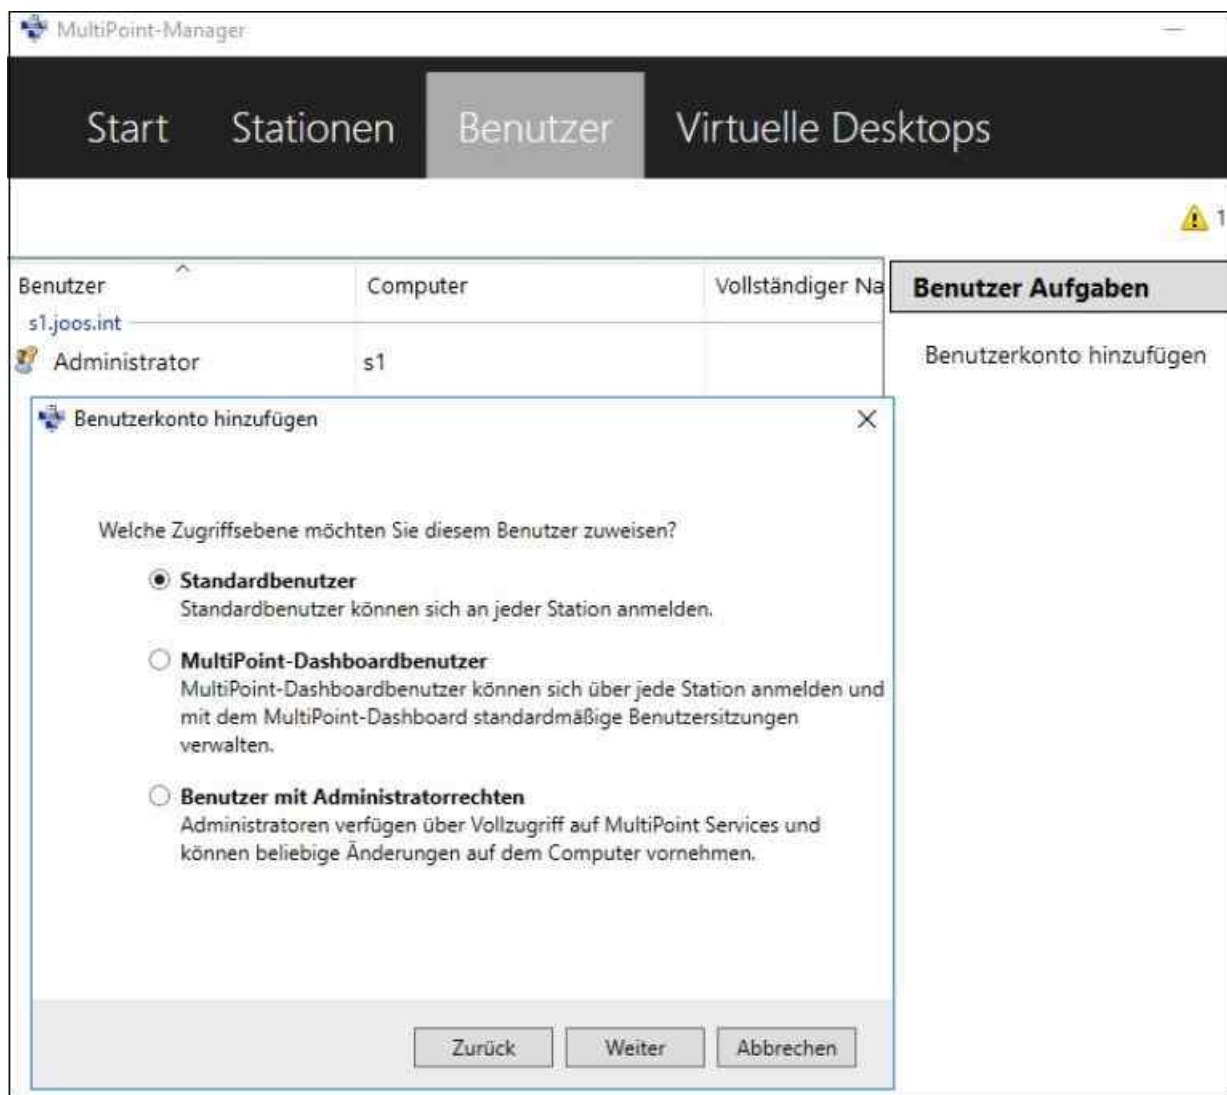 MultiPoint-Manager
Start Stationen Benutzer Virtuelle Desktops
1
Benutzer Computer Vollständiger Na
Benutzer Aufgaben
s1.joos.int
Administrator s1
Benutzerkonto hinzufügen
Benutzerkonto hinzufügen
Welche Zugriffsebene möchten Sie diesem Benutzer zuweisen?
Standardbenutzer
Standardbenutzer können sich an jeder Station anmelden.
MultiPoint-Dashboardbenutzer
MultiPoint-Dashboardbenutzer können sich über jede Station anmelden und
mit dem MultiPoint-Dashboard standardmäßige Benutzersitzungen
verwalten.
Benutzer mit Administratorrechten
Administratoren verfügen über Vollzugriff auf MultiPoint Services und
können beliebige Änderungen auf dem Computer vornehmen.
Zurück Weiter Abbrechen